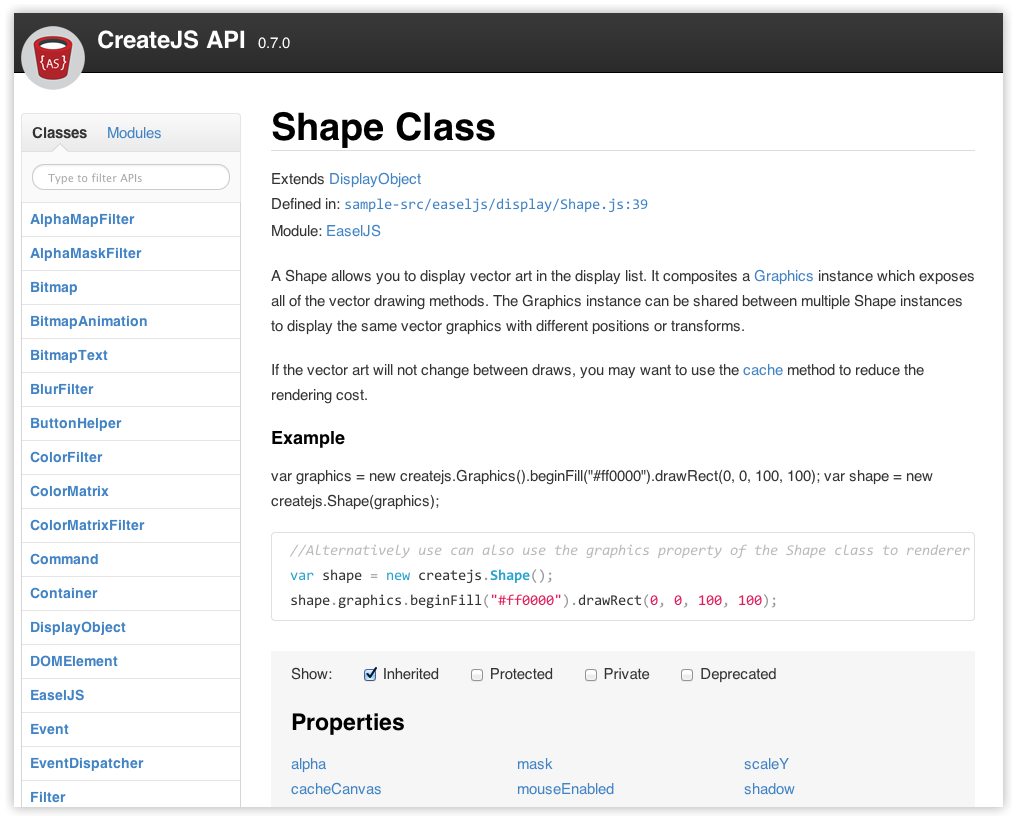 {AS}
CreateJS API 0.7.0
Classes Modules
Type to filter APIs
AlphaMapFilter
AlphaMaskFilter
Bitmap
BitmapAnimation
BitmapText
BlurFilter
ButtonHelper
ColorFilter
ColorMatrix
ColorMatrixFilter
Command
Container
DisplayObject
DOMElement
EaselJS
Event
EventDispatcher
Filter
Shape Class
Extends DisplayObject
Defined in: sample-src/easeljs/display/Shape.js:39
Module: EaselJS
A Shape allows you to display vector art in the display list. It composites a Graphics instance which exposes
all of the vector drawing methods. The Graphics instance can be shared between multiple Shape instances
to display the same vector graphics with different positions or transforms.
If the vector art will not change between draws, you may want to use the cache method to reduce the
rendering cost.
Example
var graphics = new createjs.Graphics().beginFill("#ff0000").drawRect(0, 0, 100, 100); var shape = new
createjs.Shape(graphics);
//Alternatively use can also use the graphics property of the Shape class to renderer
var shape = new createjs.Shape();
shape.graphics.beginFill("#ff0000").drawRect(0, 0, 100, 100);
Show: Inherited Protected Private Deprecated
Properties
alpha mask scaleY
cacheCanvas mouseEnabled shadow